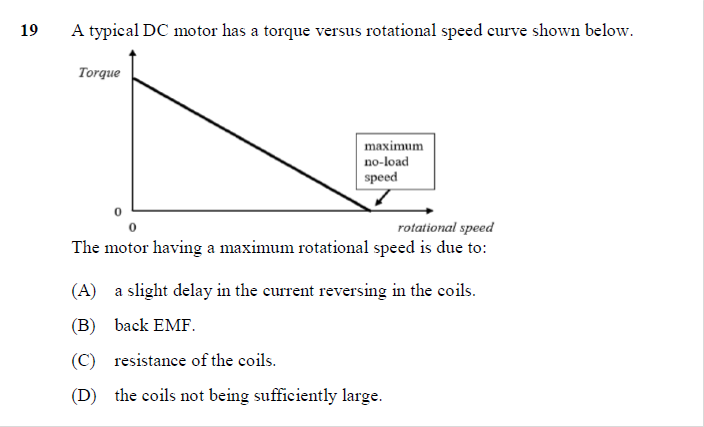 19 A typical DC motor has a torque versus rotational speed curve shown below.
Torque
maximum
no-load
speed
0
0
rotational speed
The motor having a maximum rotational speed is due to:
(A) a slight delay in the current reversing in the coils.
(B) back EMF.
(C) resistance of the coils.
(D) the coils not being sufficiently large.